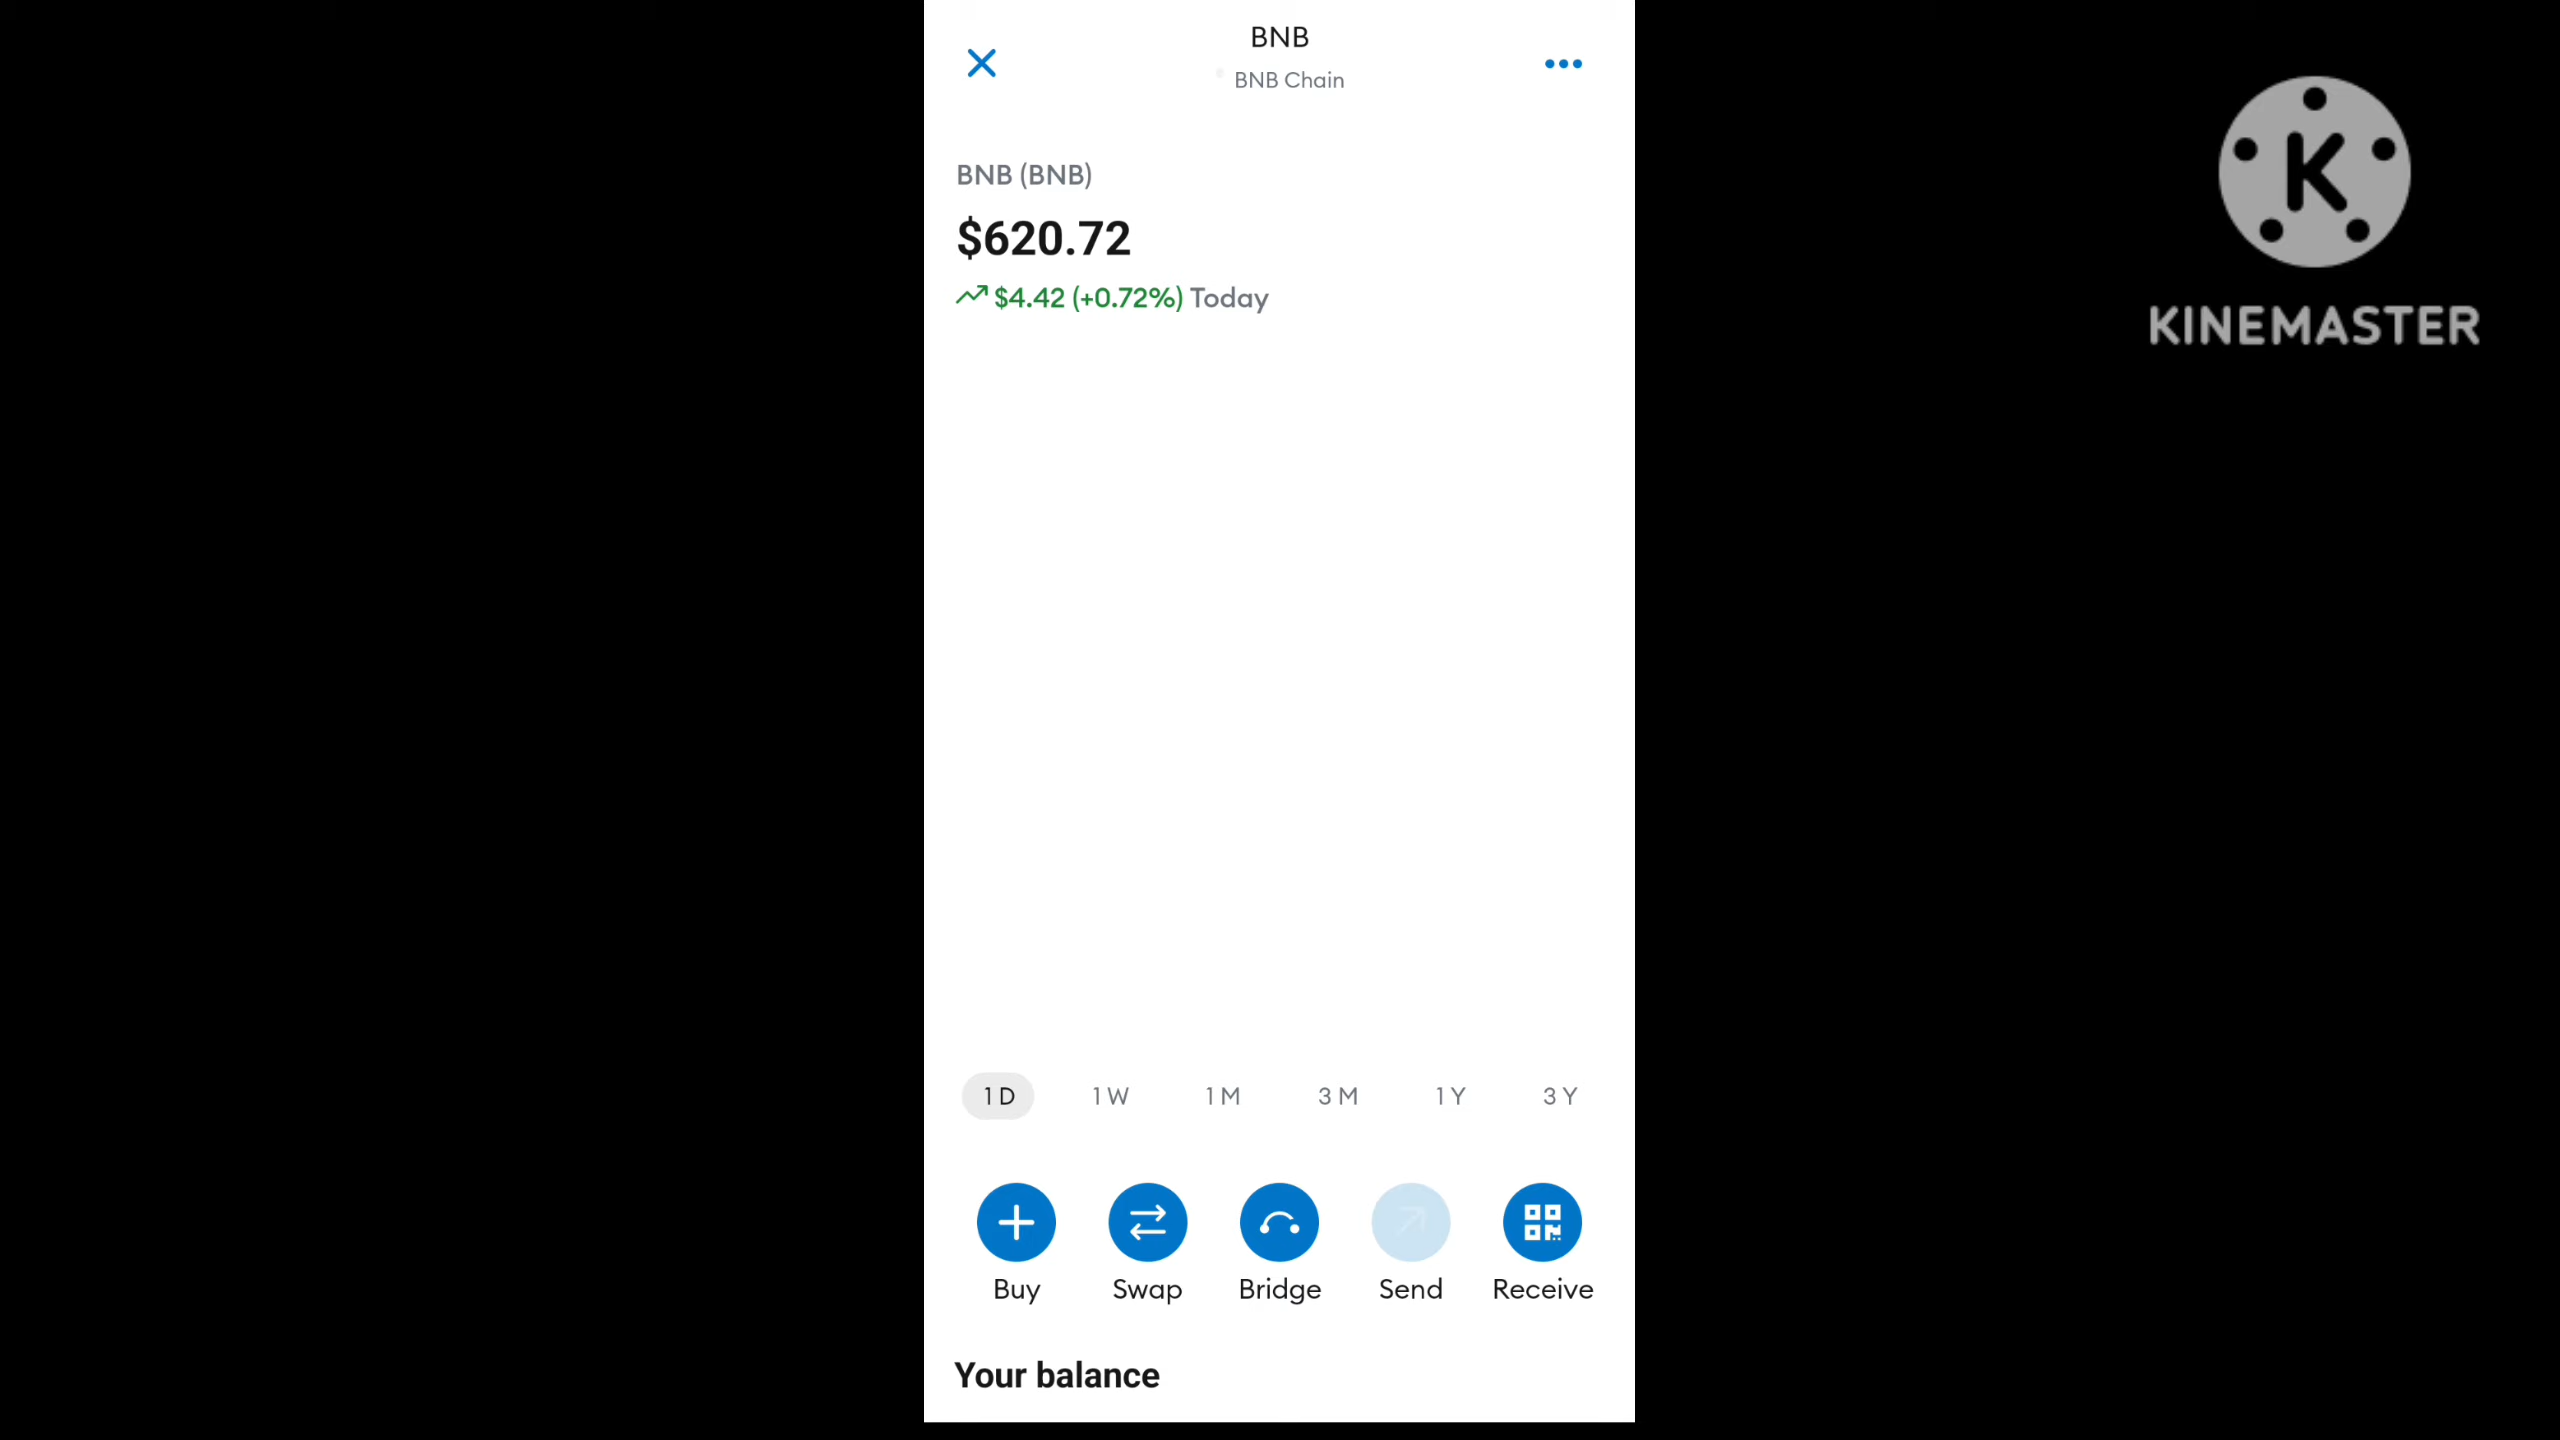 BNB
BNB Chain
BNB (BNB)
$620.72
$4.42 (+0.72%) Today
1D 1W 1M 3M 1Y 3Y
Buy Swap Bridge Send Receive
Your balance
K
KINEMASTER